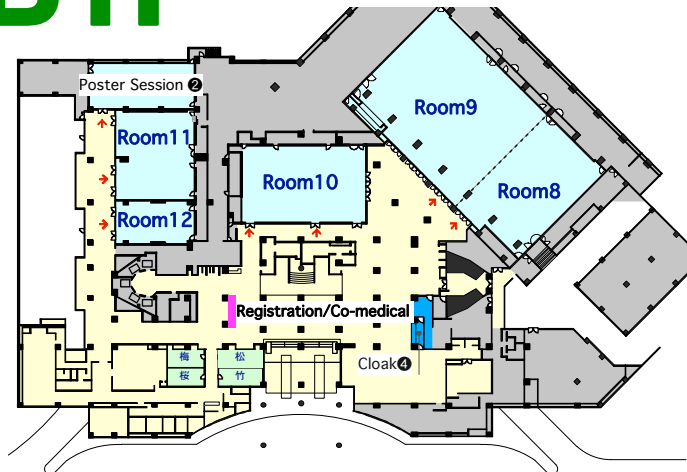 Poster Session ❷
Room9
Room11
Room10
Room8
Room12
Registration/Co-medical
梅
松
桜
竹
Cloak❹